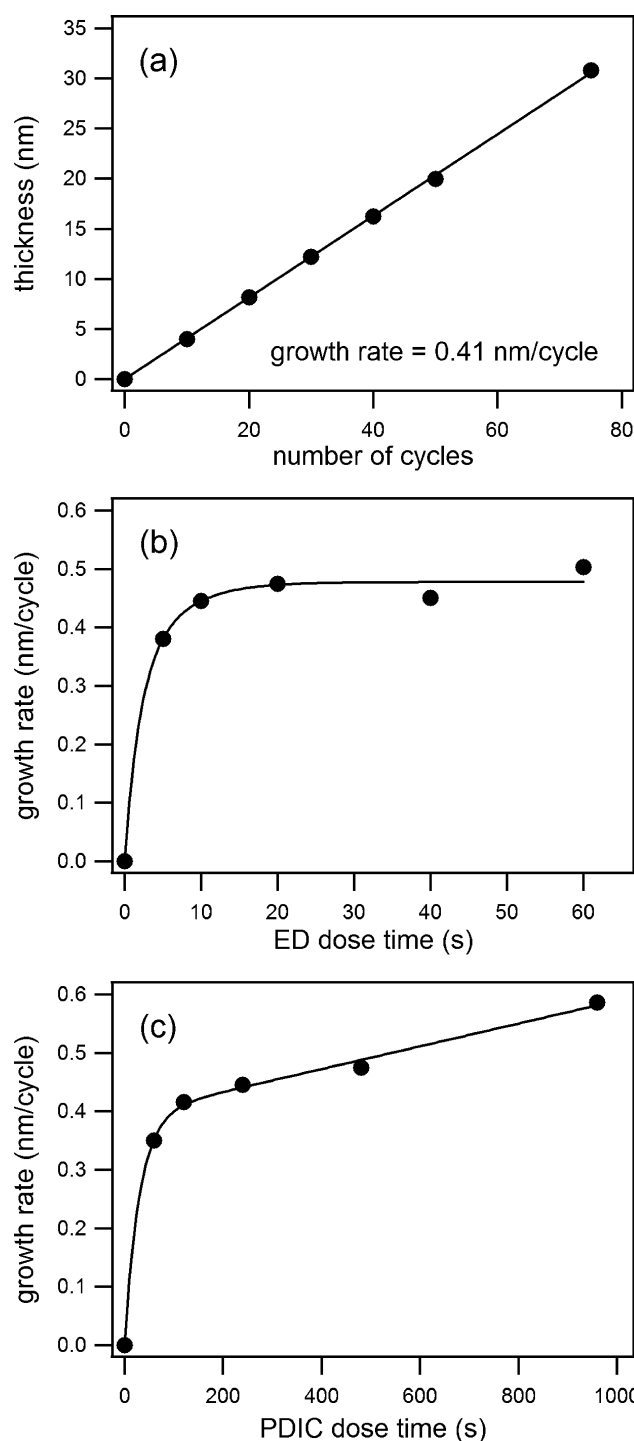 (a)
35
30
25
20
15
10
5
0
thickness (nm)
growth rate = 0.41 nm/cycle
0 20 40 60 80
number of cycles
(b)
0.6
0.5
0.4
0.3
0.2
0.1
0.0
growth rate (nm/cycle)
0 10 20 30 40 50 60
ED dose time (s)
(c)
0.6
0.5
0.4
0.3
0.2
0.1
0.0
growth rate (nm/cycle)
0 200 400 600 800 1000
PDIC dose time (s)